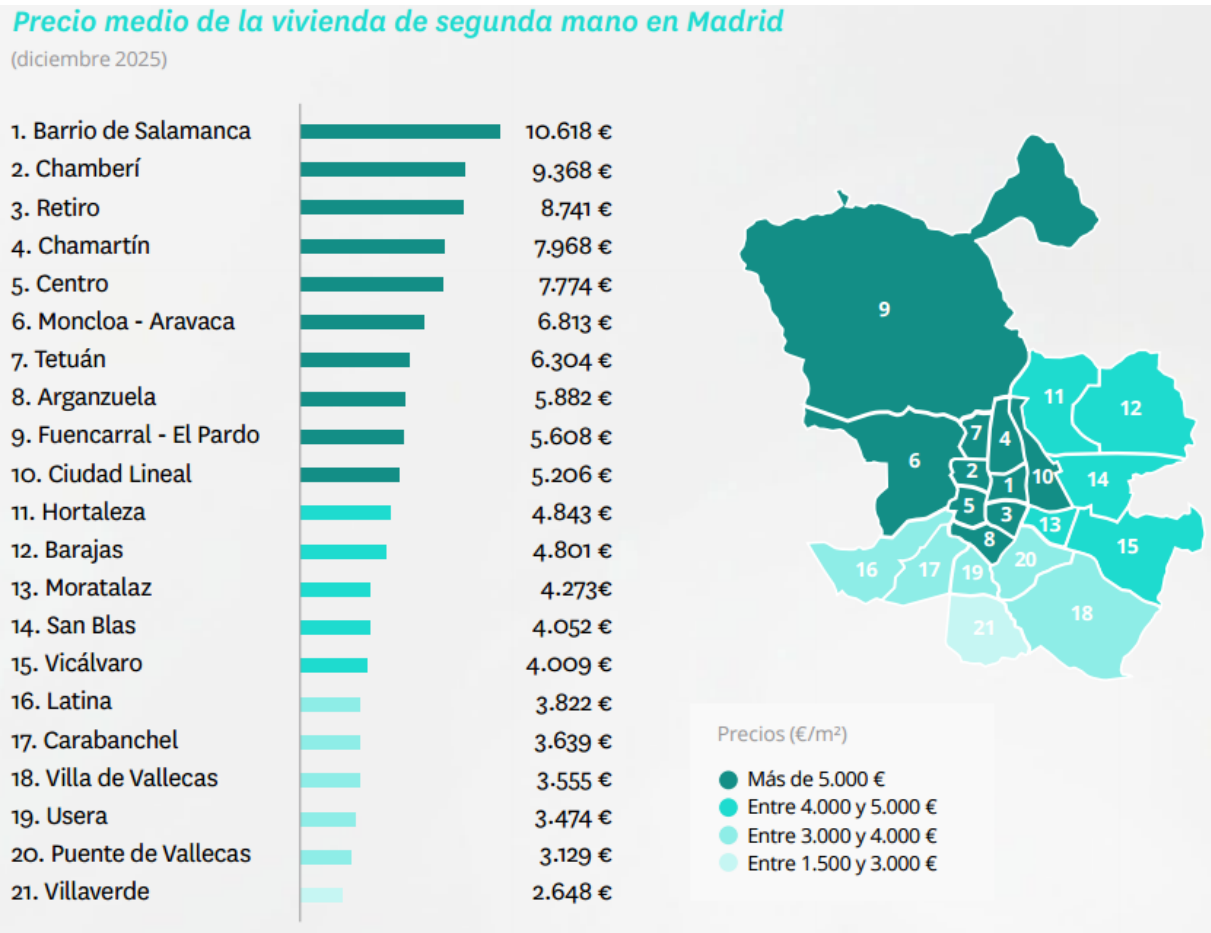 Precio medio de la vivienda de segunda mano en Madrid
(diciembre 2025)
1. Barrio de Salamanca 10.618 €
2. Chamberí 9.368 €
3. Retiro 8.741 €
4. Chamartín 7.968 €
5. Centro 7.774 €
6. Moncloa - Aravaca 6.813 €
7. Tetuán 6.304 €
8. Arganzuela 5.882 €
9. Fuencarral - El Pardo 5.608 €
10. Ciudad Lineal 5.206 €
11. Hortaleza 4.843 €
12. Barajas 4.801 €
13. Moratalaz 4.273€
14. San Blas 4.052 €
15. Vicálvaro 4.009 €
16. Latina 3.822 €
17. Carabanchel 3.639 €
18. Villa de Vallecas 3.555 €
19. Usera 3.474 €
20. Puente de Vallecas 3.129 €
21. Villaverde 2.648 €
9
11
12
7
4
6
2
10
14
1
5
3
13
8
15
20
16
17
19
18
21
Precios (€/m²)
Más de 5.000 €
Entre 4.000 y 5.000 €
Entre 3.000 y 4.000 €
Entre 1.500 y 3.000 €